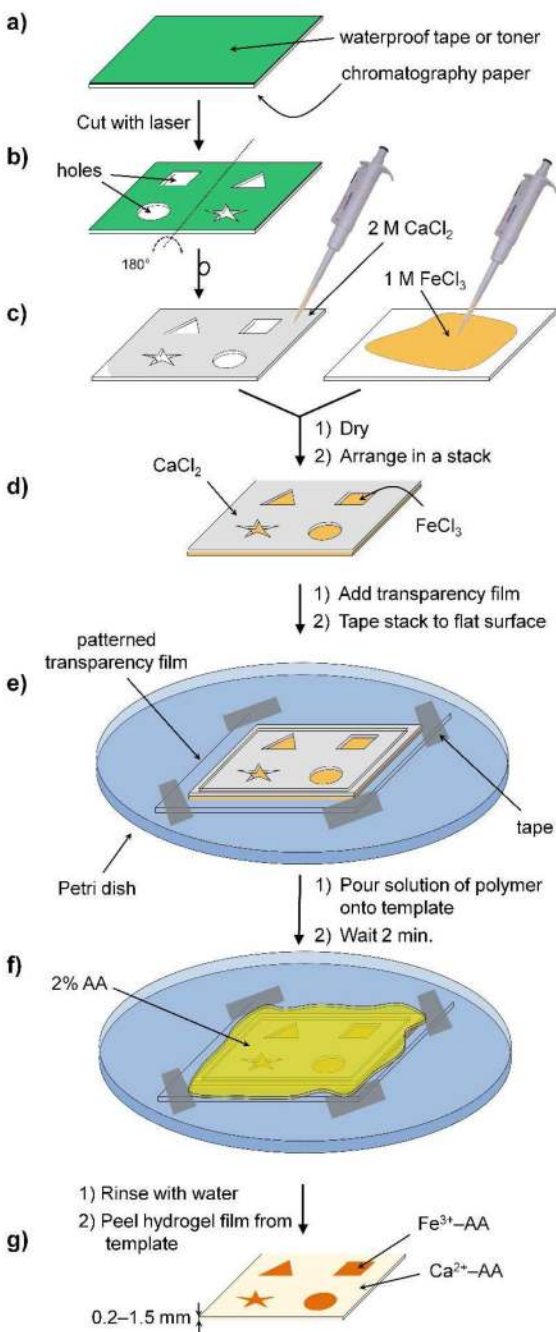 a)
waterproof tape or toner
chromatography paper
Cut with laser
b)
holes
180°
2 M CaCl₂
1 M FeCl₃
c)
1) Dry
2) Arrange in a stack
CaCl₂
d)
FeCl₃
1) Add transparency film
2) Tape stack to flat surface
patterned
transparency film
e)
tape
Petri dish
1) Pour solution of polymer
onto template
2) Wait 2 min.
f)
2% AA
1) Rinse with water
2) Peel hydrogel film from
template
g)
Fe³⁺–AA
Ca²⁺–AA
0.2–1.5 mm